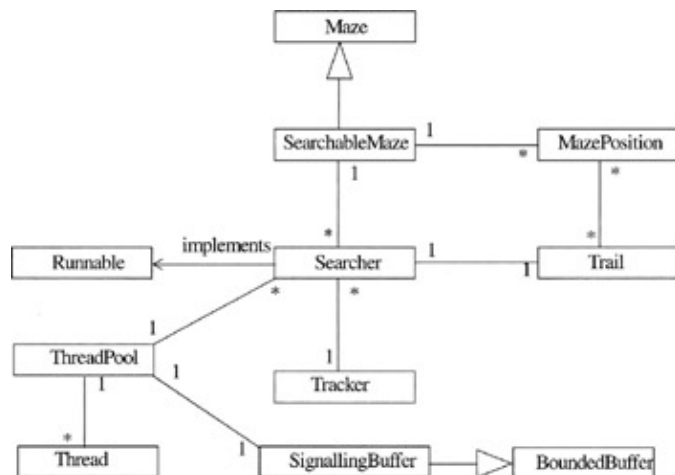 Maze
SearchableMaze
1
*
MazePosition
1
*
*
*
implements
Runnable
Searcher
1
1
Trail
*
*
1
ThreadPool
1
1
1
Tracker
*
1
Thread
SignallingBuffer
BoundedBuffer